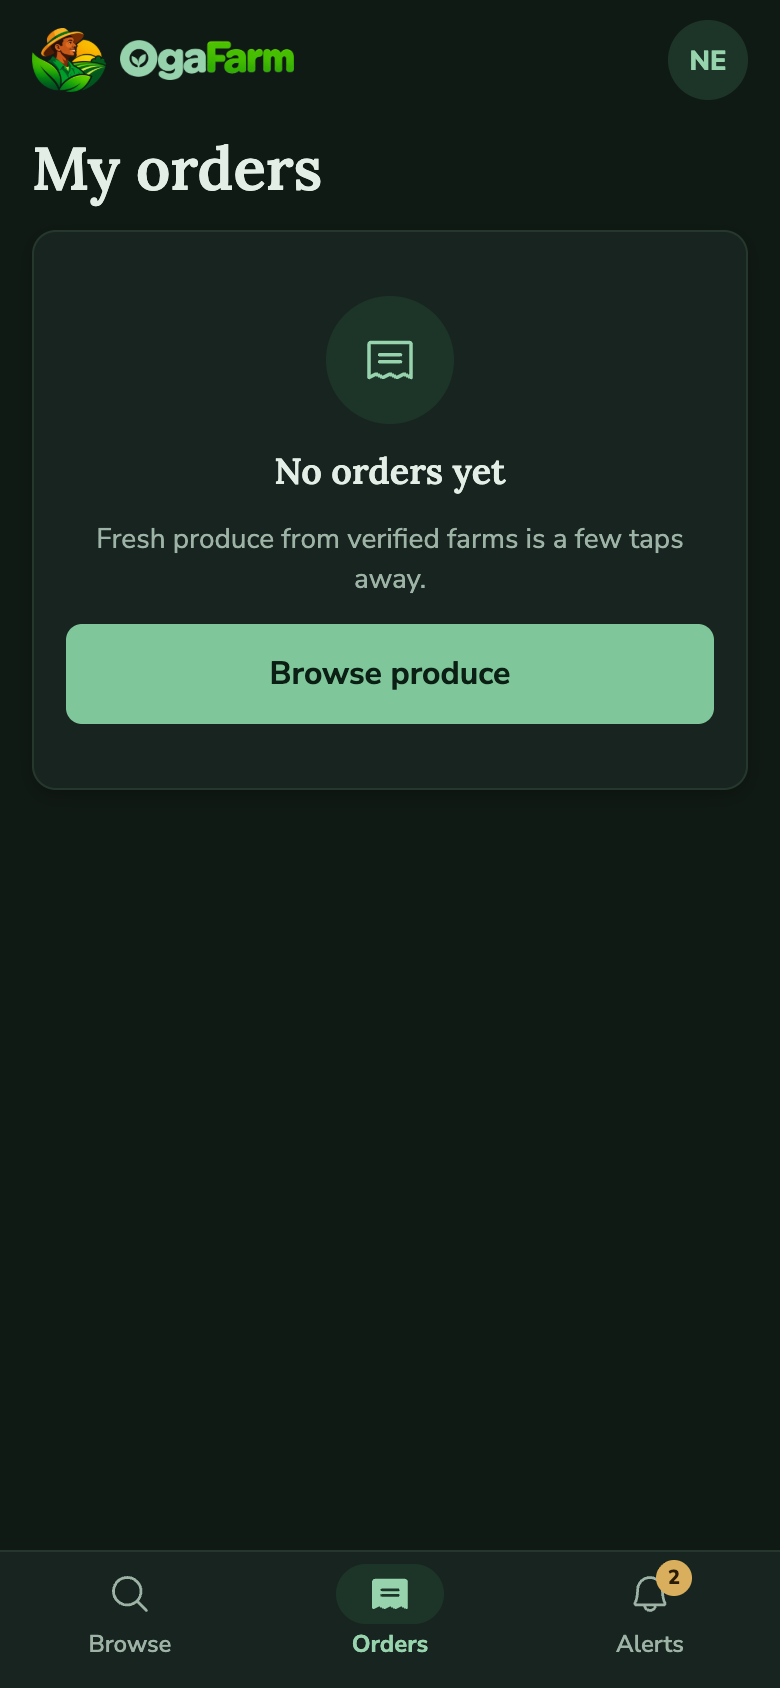 OgaFarm
NE
My orders
No orders yet
Fresh produce from verified farms is a few taps
away.
Browse produce
2
Browse
Orders
Alerts